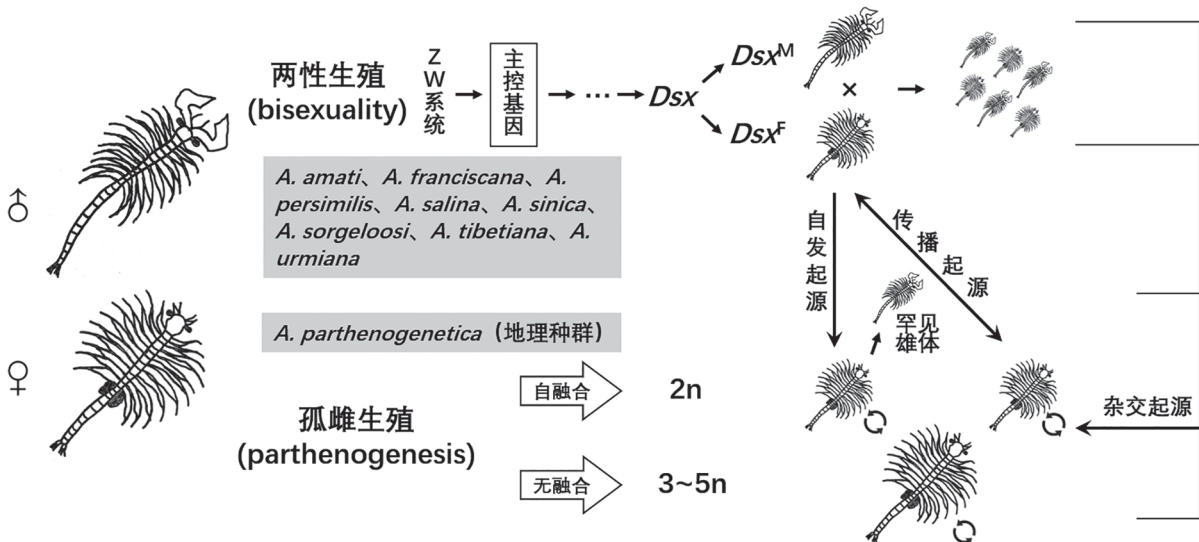 两性生殖
(bisexuality)
ZW系统
主控基因
...
Dsx
DsxM
DsxF
×
♂
A. amati、A. franciscana、A.
persimilis、A. salina、A. sinica、
A. sorgeloosi、A. tibetiana、A.
urmiana
自发起源
传播起源
A. parthenogenetica（地理种群）
罕见
雄体
♀
孤雌生殖
(parthenogenesis)
自融合
2n
无融合
3~5n
杂交起源